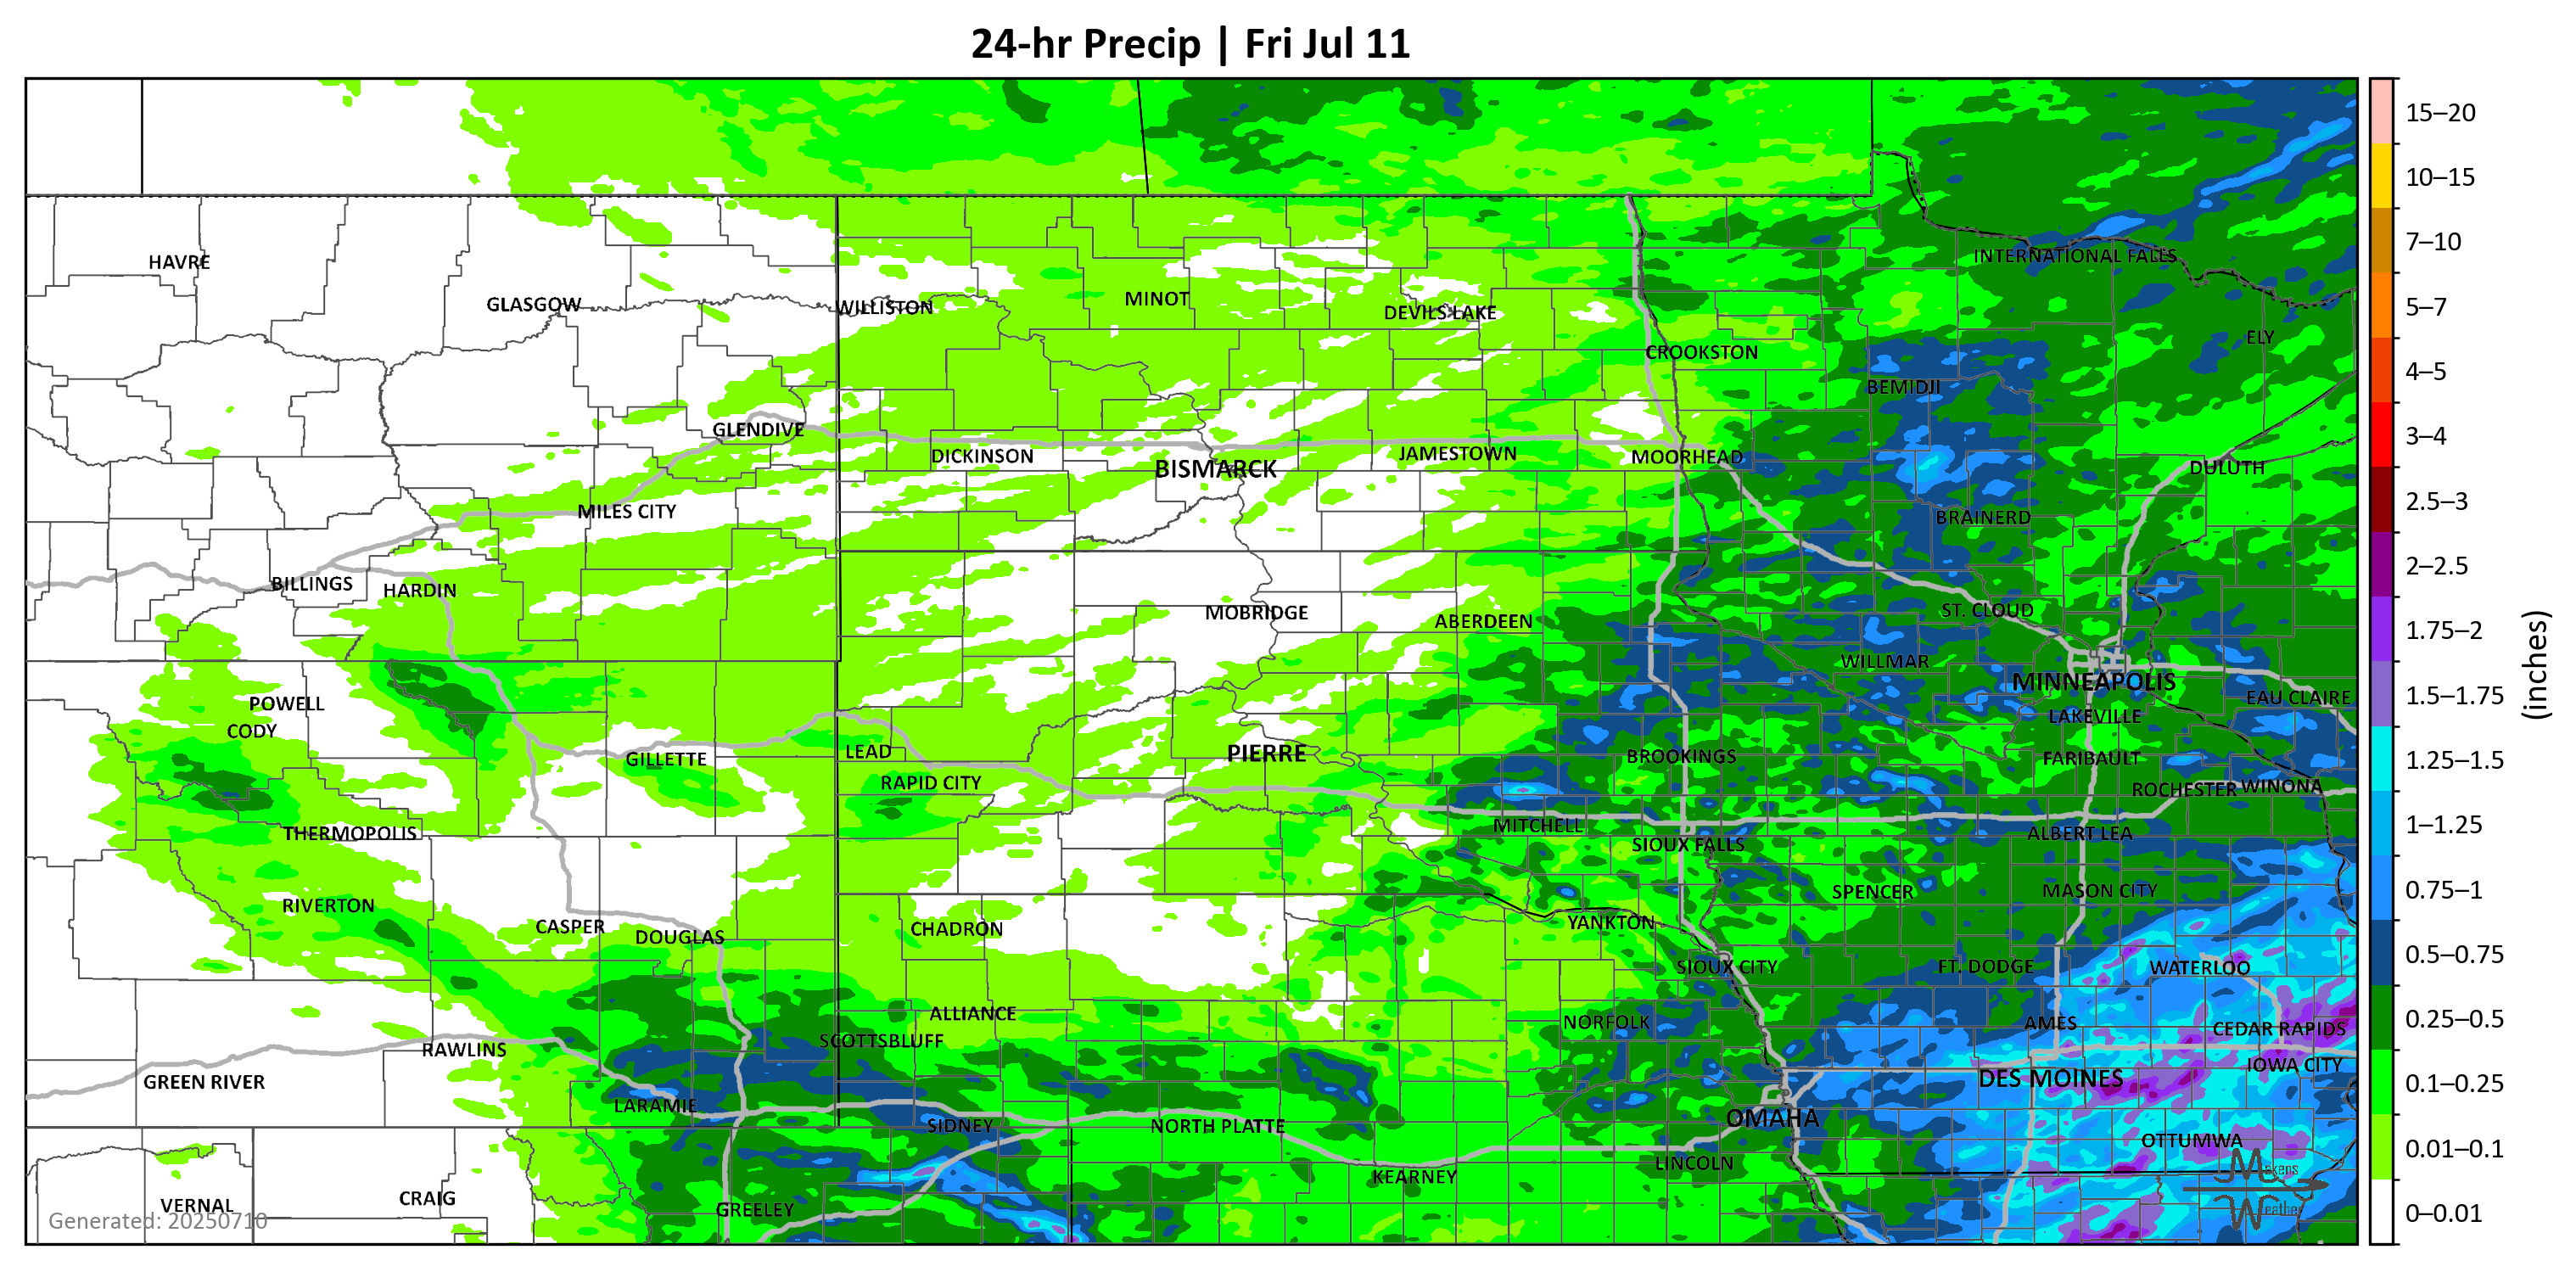 24-hr Precip | Fri Jul 11
HAVRE
GLASGOW
WILLISTON
MINOT
DEVILS LAKE
INTERNATIONAL FALLS
ELY
CROOKSTON
BEMIDJI
GLENDIVE
DICKINSON
BISMARCK
JAMESTOWN
MOORHEAD
DULUTH
MILES CITY
BRAINERD
BILLINGS
HARDIN
MOBRIDGE
ABERDEEN
ST. CLOUD
WILLMAR
MINNEAPOLIS
POWELL
EAU CLAIRE
CODY
LAKEVILLE
GILLETTE
LEAD
PIERRE
BROOKINGS
FARIBAULT
RAPID CITY
ROCHESTER
WINONA
THERMOPOLIS
MITCHELL
ALBERT LEA
SIOUX FALLS
RIVERTON
SPENCER
MASON CITY
CASPER
DOUGLAS
CHADRON
YANKTON
SIOUX CITY
FT. DODGE
WATERLOO
ALLIANCE
NORFOLK
AMES
CEDAR RAPIDS
SCOTTSBLUFF
RAWLINS
IOWA CITY
GREEN RIVER
DES MOINES
LARAMIE
OMAHA
SIDNEY
NORTH PLATTE
OTTUMWA
LINCOLN
KEARNEY
VERNAL
CRAIG
GREELEY
Generated: 20250710
Mckens
Weather
15–20
10–15
7–10
5–7
4–5
3–4
2.5–3
2–2.5
1.75–2
1.5–1.75
1.25–1.5
1–1.25
0.75–1
0.5–0.75
0.25–0.5
0.1–0.25
0.01–0.1
0–0.01
(inches)